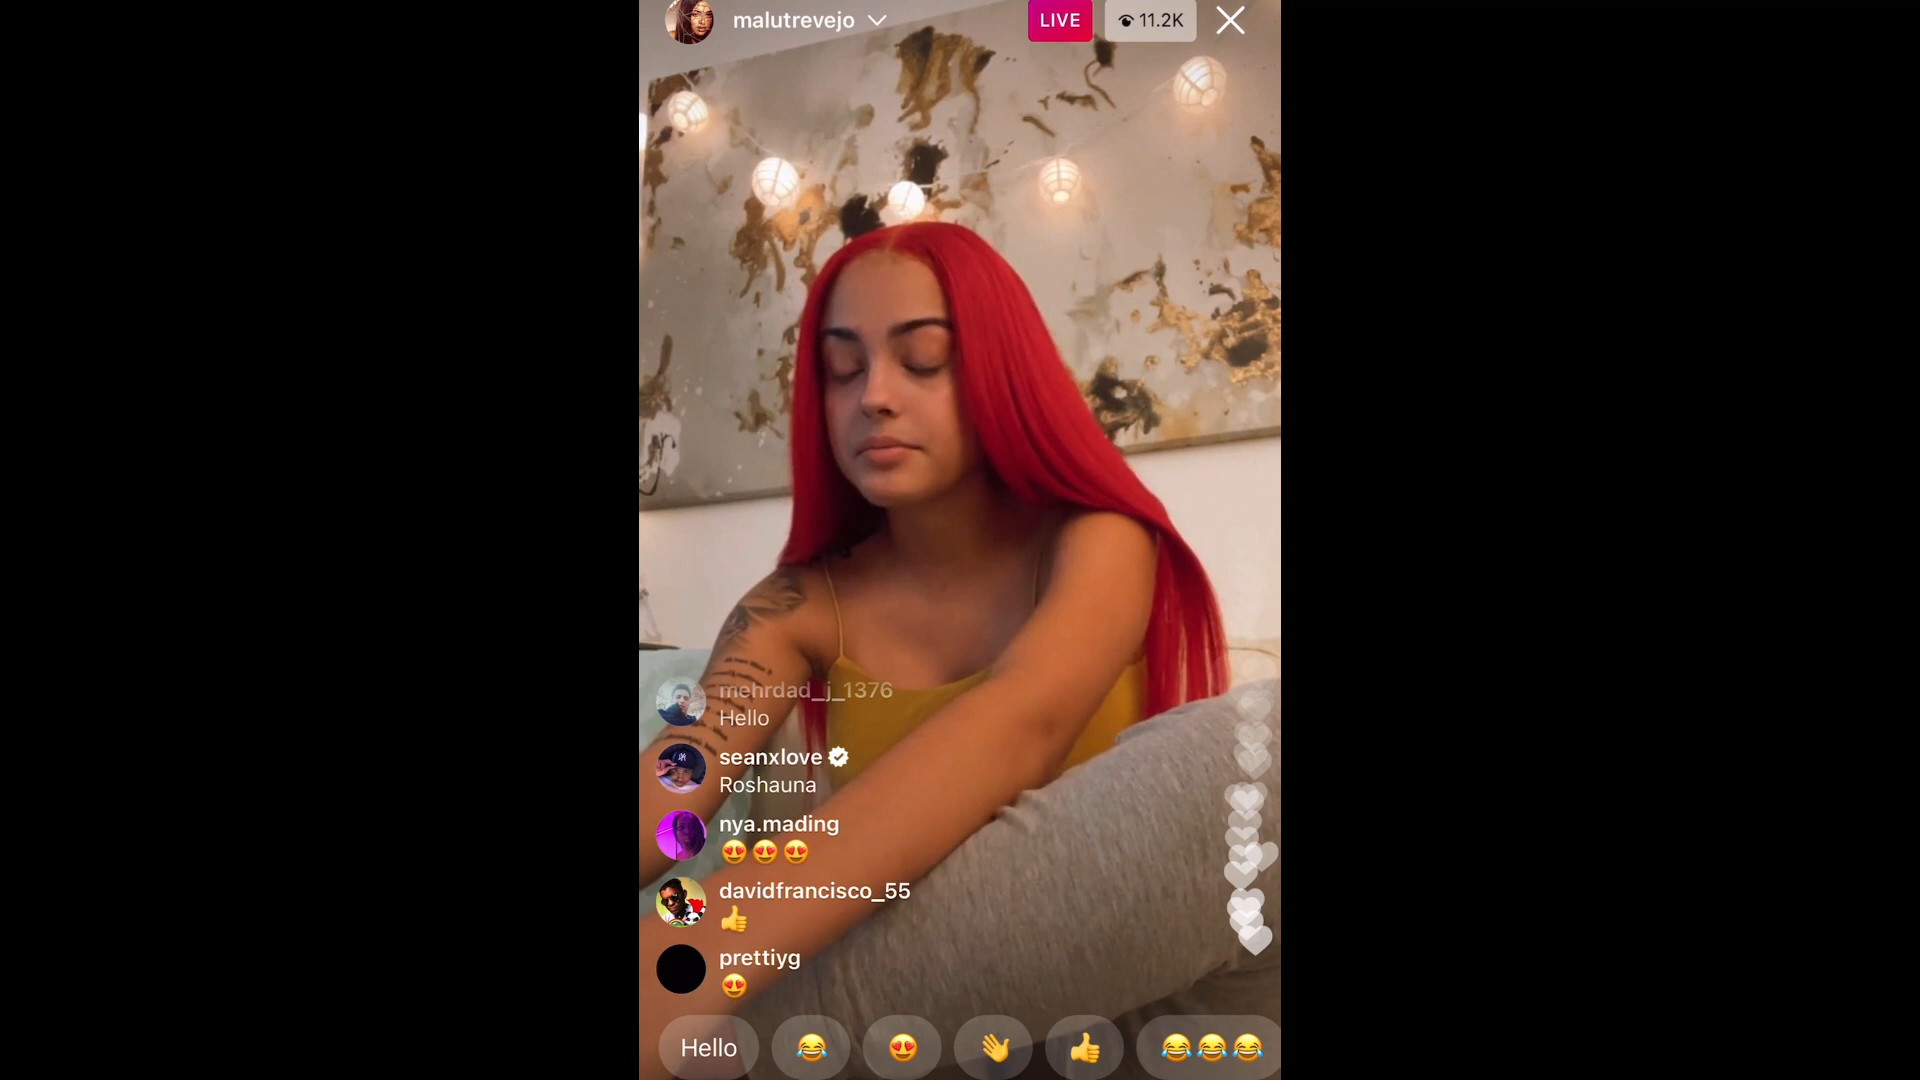 malutrevejo
LIVE
11.2K
mehrdad_j_1376
Hello
seanxlove
Roshauna
nya.mading
😍😍😍
davidfrancisco_55
👍
prettiyg
😍
Hello 😂 😍 👋 👍 😂😂😂